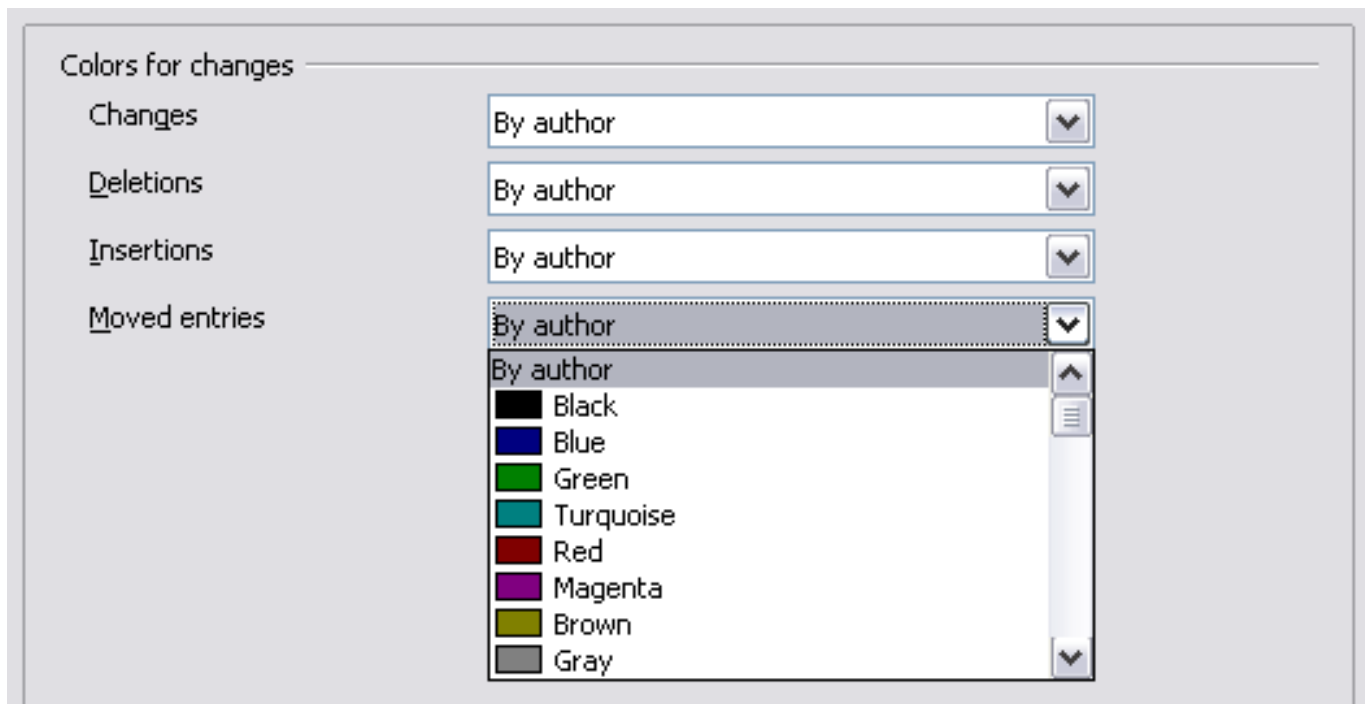 Colors for changes
Changes By author
Deletions By author
Insertions By author
Moved entries By author
By author
Black
Blue
Green
Turquoise
Red
Magenta
Brown
Gray